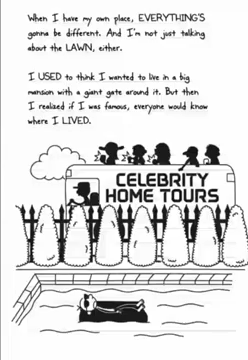 When I have my own place, EVERYTHING'S
gonna be different. And I'm not just talking
about the LAWN, either.
I USED to think I wanted to live in a big
mansion with a giant gate around it. But then
I realised if I was famous, everyone would know
where I LIVED.
CELEBRITY
HOME TOURS